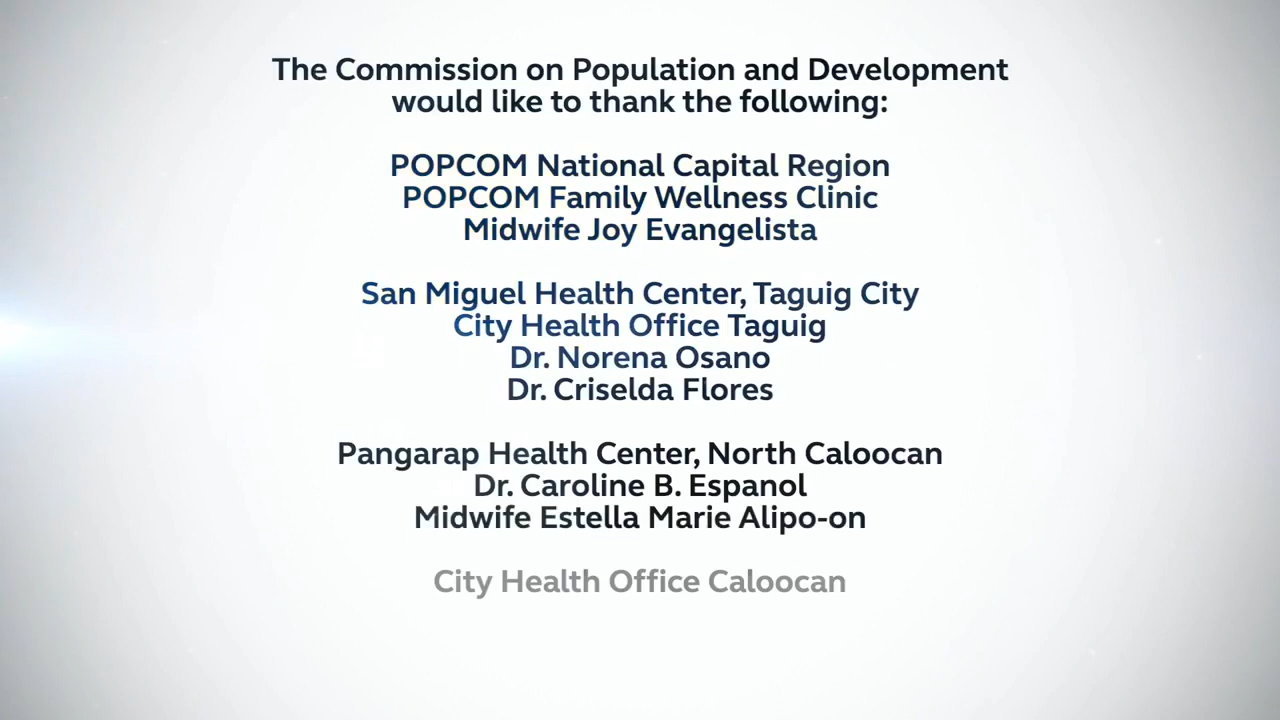 The Commission on Population and Development
would like to thank the following:
POPCOM National Capital Region
POPCOM Family Wellness Clinic
Midwife Joy Evangelista
San Miguel Health Center, Taguig City
City Health Office Taguig
Dr. Norena Osano
Dr. Criselda Flores
Pangarap Health Center, North Caloocan
Dr. Caroline B. Espanol
Midwife Estella Marie Alipo-on
City Health Office Caloocan